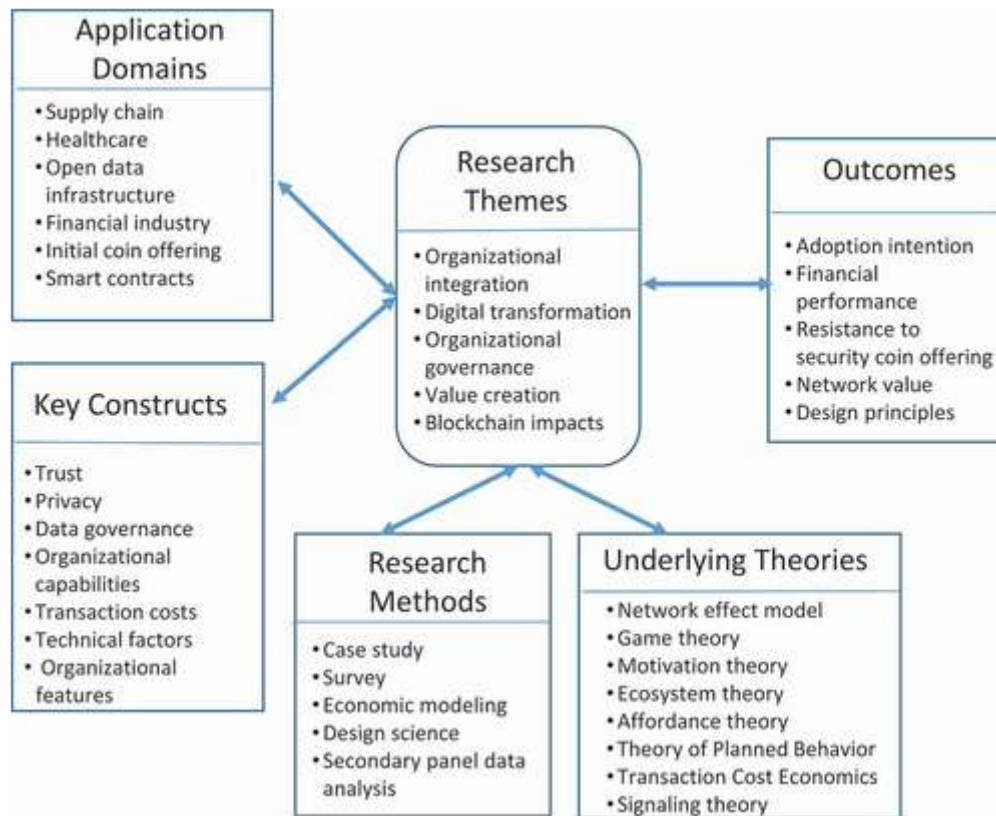 Application
Domains
• Supply chain
• Healthcare
• Open data
infrastructure
• Financial industry
• Initial coin offering
• Smart contracts
Key Constructs
• Trust
• Privacy
• Data governance
• Organizational
capabilities
• Transaction costs
• Technical factors
• Organizational
features
Research
Themes
• Organizational
integration
• Digital transformation
• Organizational
governance
• Value creation
• Blockchain impacts
Outcomes
• Adoption intention
• Financial
performance
• Resistance to
security coin offering
• Network value
• Design principles
Research
Methods
• Case study
• Survey
• Economic modeling
• Design science
• Secondary panel data
analysis
Underlying Theories
• Network effect model
• Game theory
• Motivation theory
• Ecosystem theory
• Affordance theory
• Theory of Planned Behavior
• Transaction Cost Economics
• Signaling theory